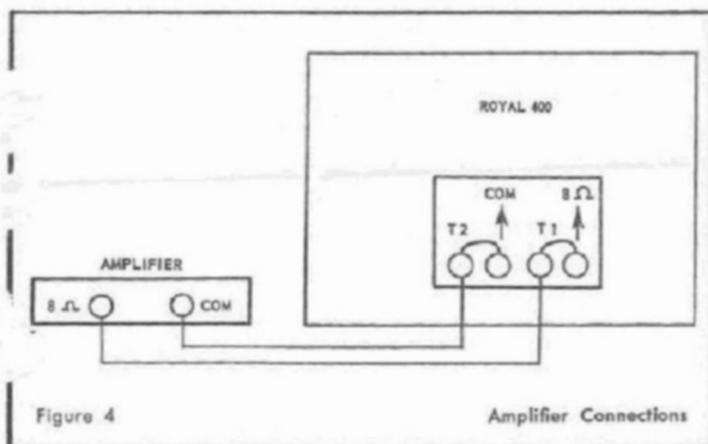 ROYAL 400
COM 8 Ω
T2 T1
AMPLIFIER
8 Ω COM
Figure 4 Amplifier Connections